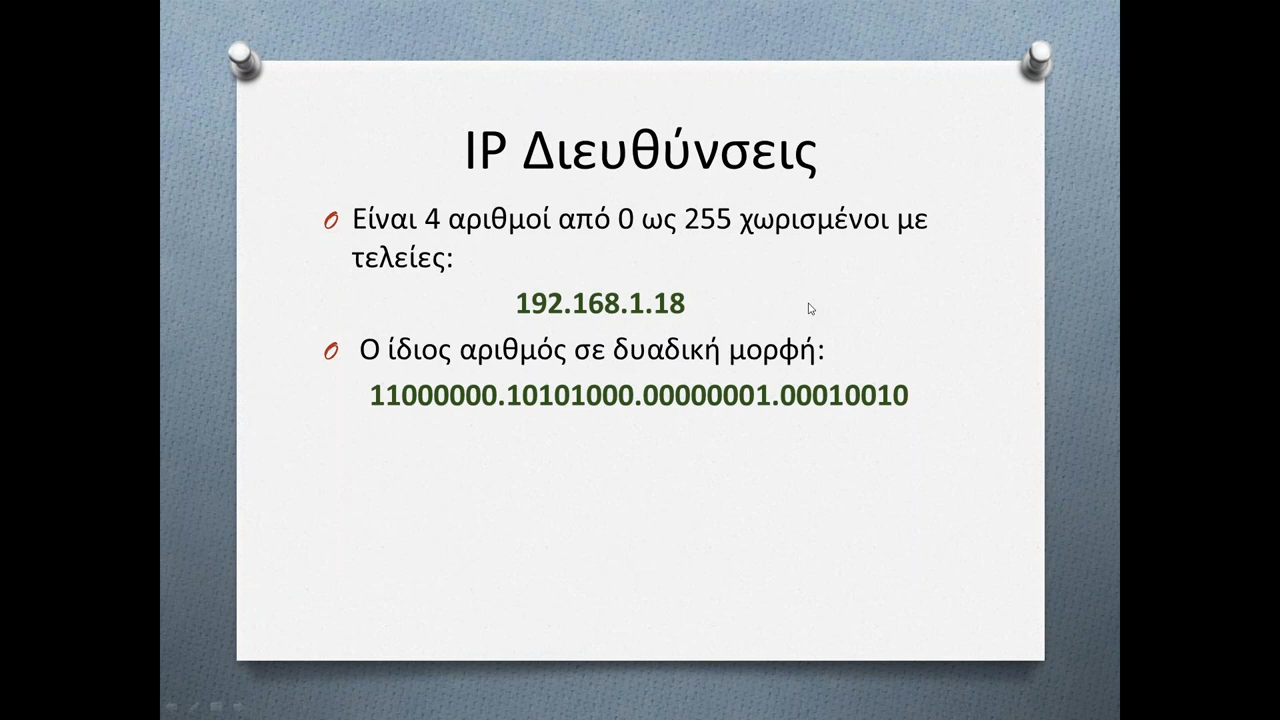 IP Διευθύνσεις
Είναι 4 αριθμοί από 0 ως 255 χωρισμένοι με
τελείες:
192.168.1.18
Ο ίδιος αριθμός σε δυαδική μορφή:
11000000.10101000.00000001.00010010